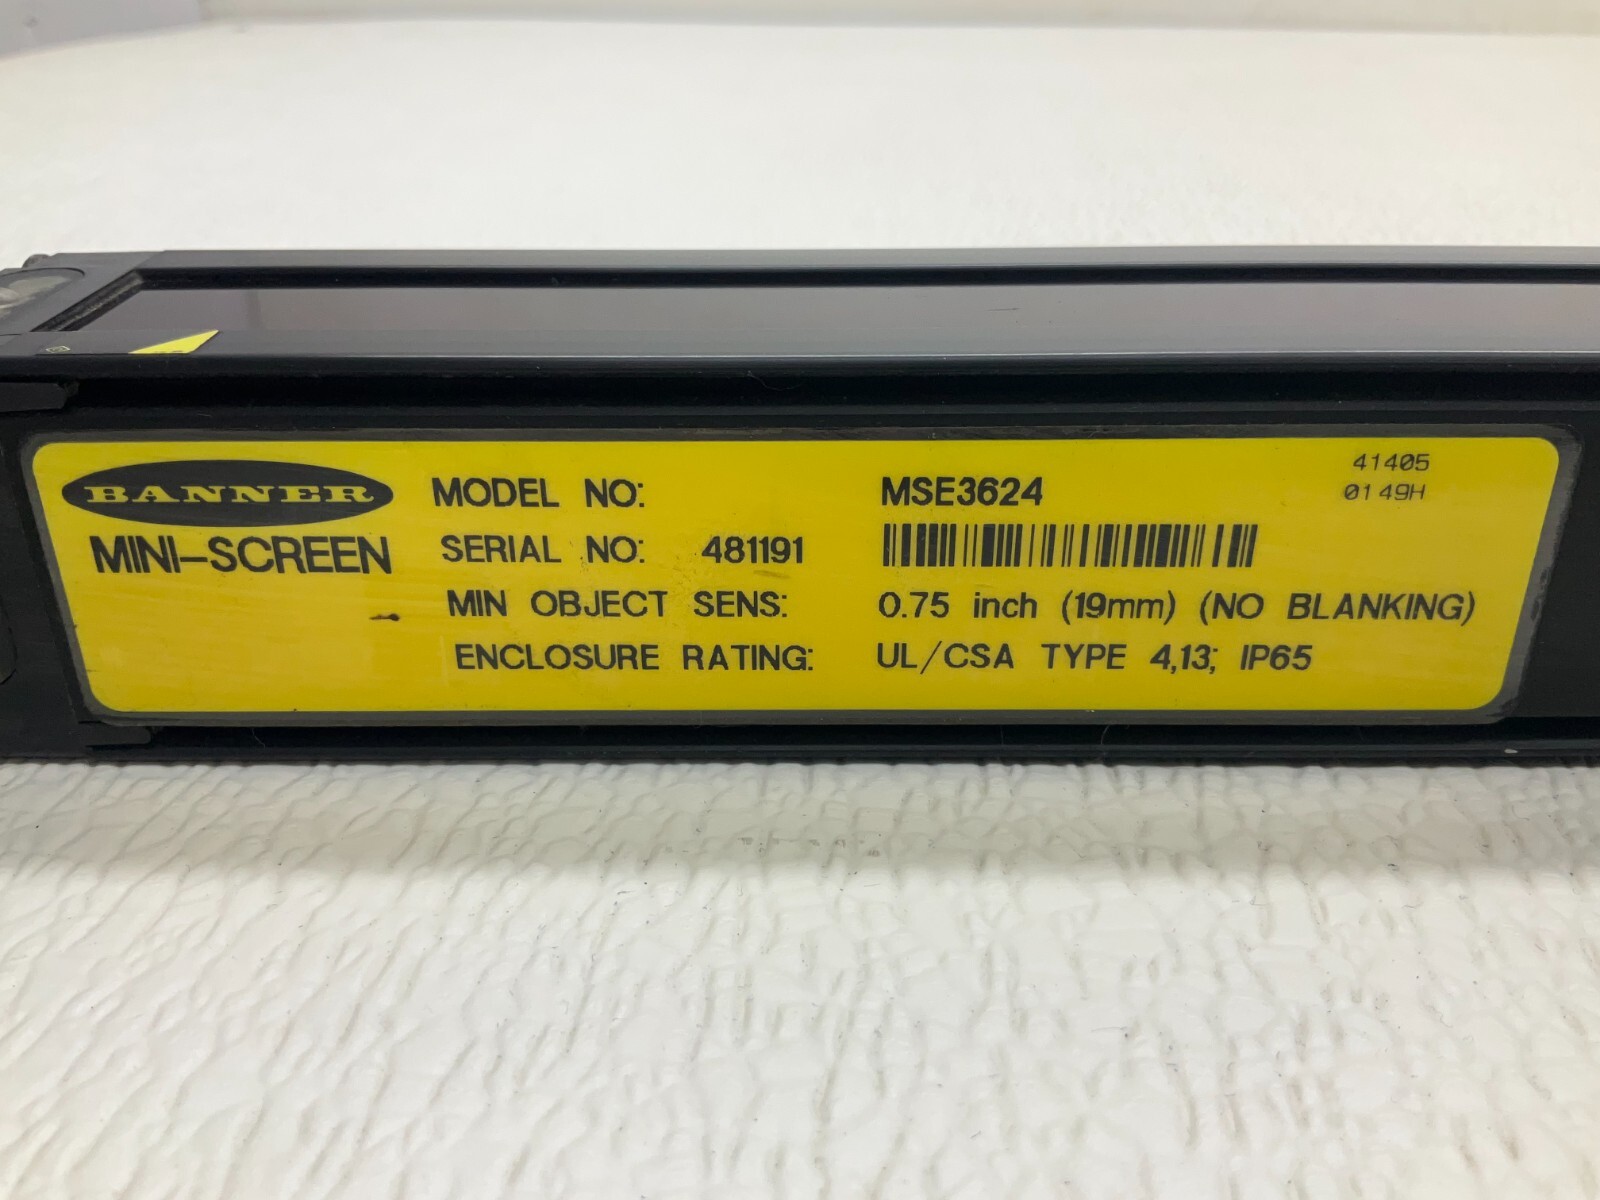 BANNER
MINI-SCREEN
MODEL NO: MSE3624
SERIAL NO: 481191
MIN OBJECT SENS: 0.75 inch (19mm) (NO BLANKING)
ENCLOSURE RATING: UL/CSA TYPE 4,13; IP65
41405
0149H